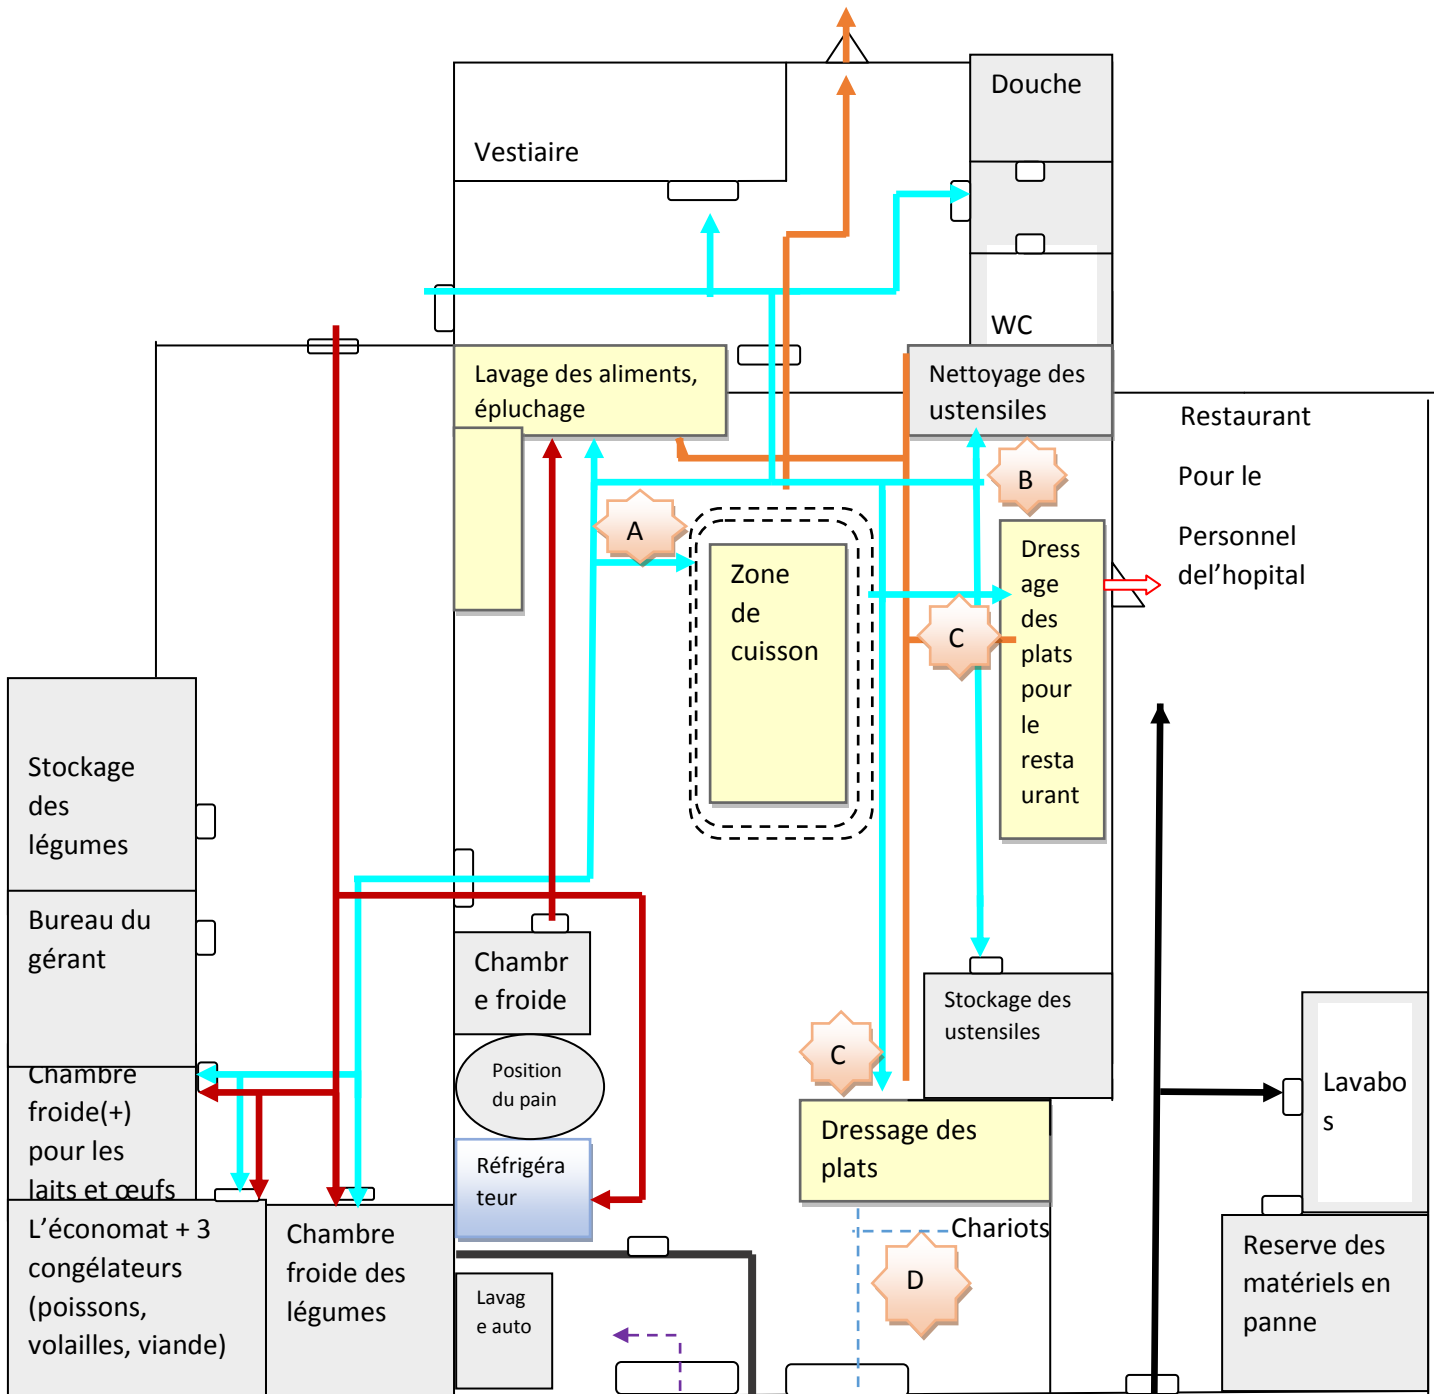 Douche
Vestiaire
WC
Lavage des aliments,
épluchage
Nettoyage des
ustensiles
Restaurant
Pour le
Personnel
del’hopital
B
A
Zone
de
cuisson
Dress
age
des
plats
pour
le
resta
urant
C
Stockage
des
légumes
Bureau du
gérant
Chambr
e froide
Stockage des
ustensiles
C
Position
du pain
Chambre
froide(+)
pour les
laits et œufs
Lavabo
s
Dressage des
plats
Réfrigéra
teur
L’économat + 3
congélateurs
(poissons,
volailles, viande)
Chambre
froide des
légumes
Chariots
D
Lavag
e auto
Reserve des
matériels en
panne